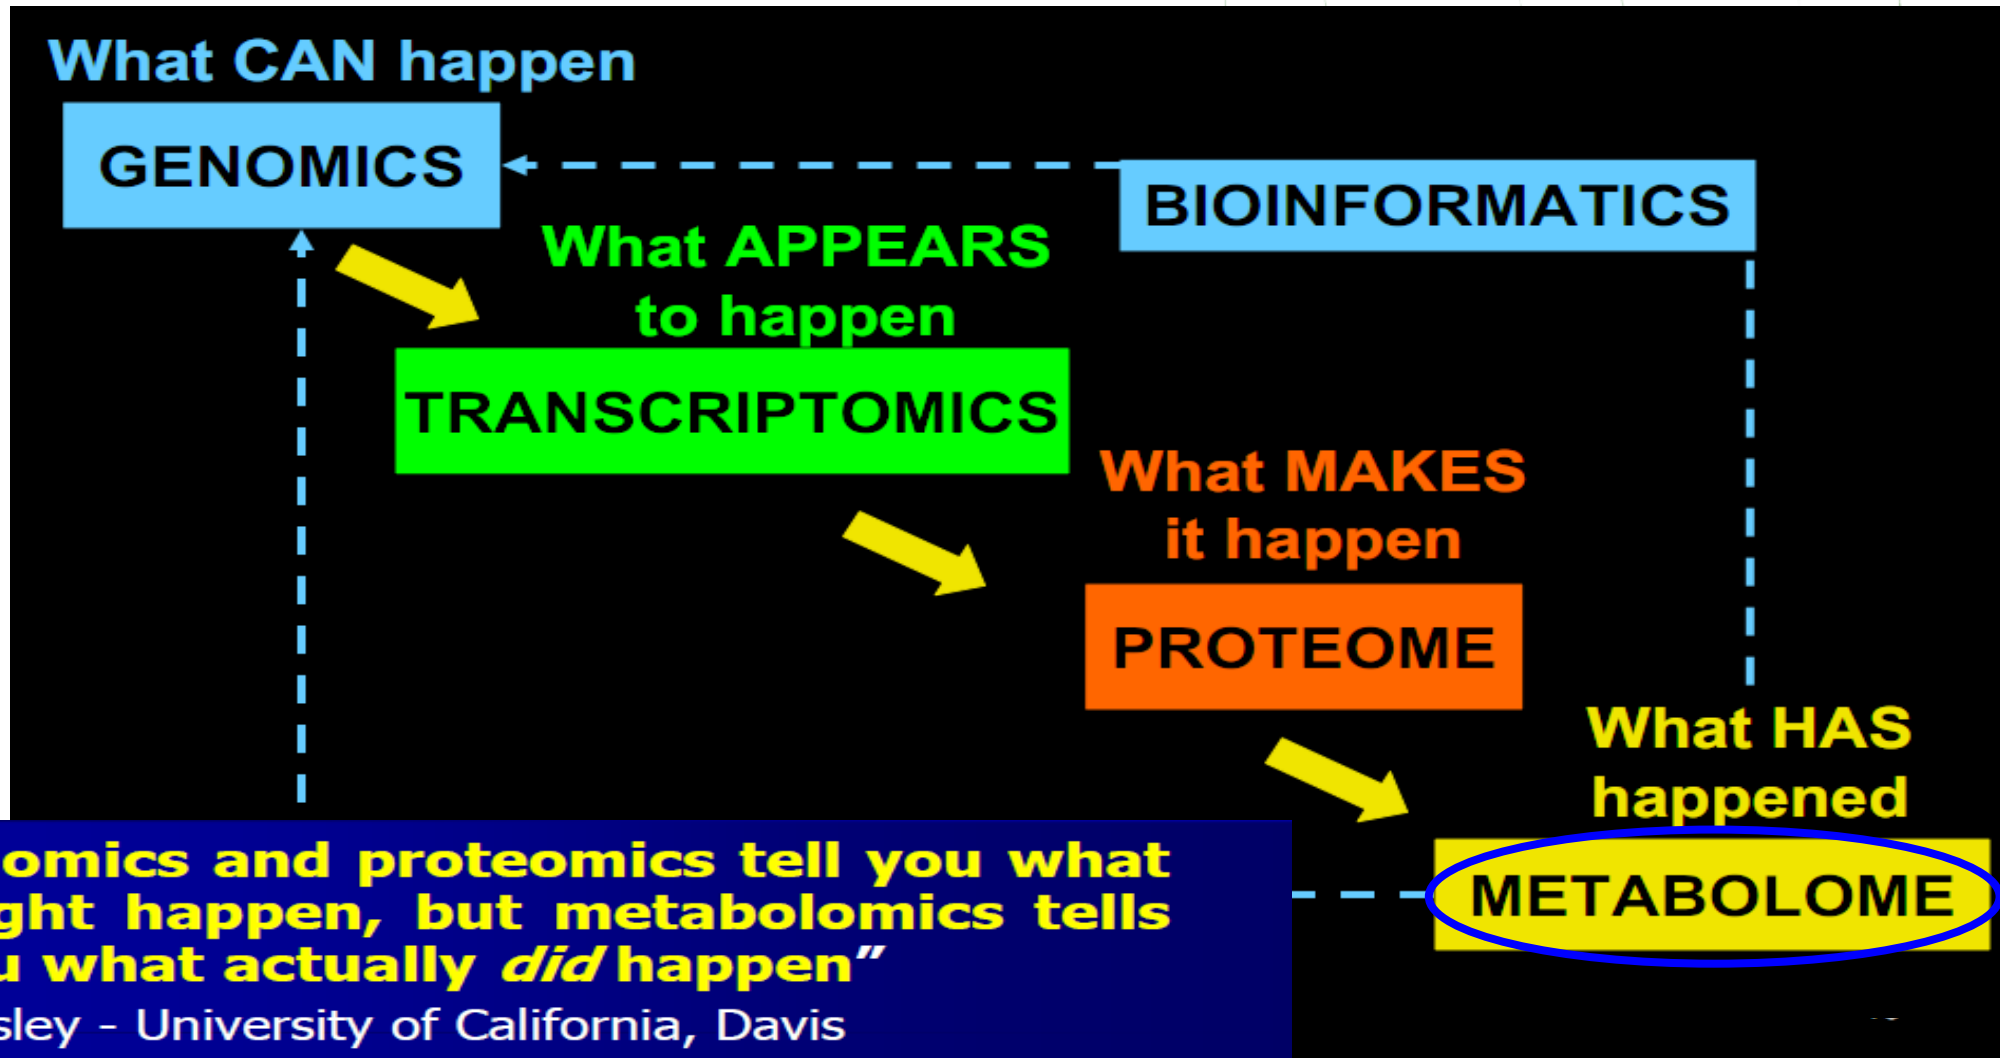 What CAN happen
GENOMICS
BIOINFORMATICS
What APPEARS
to happen
TRANSCRIPTOMICS
What MAKES
it happen
PROTEOME
What HAS
happened
METABOLOME
omics and proteomics tell you what
ght happen, but metabolomics tells
u what actually did happen”
sley - University of California, Davis